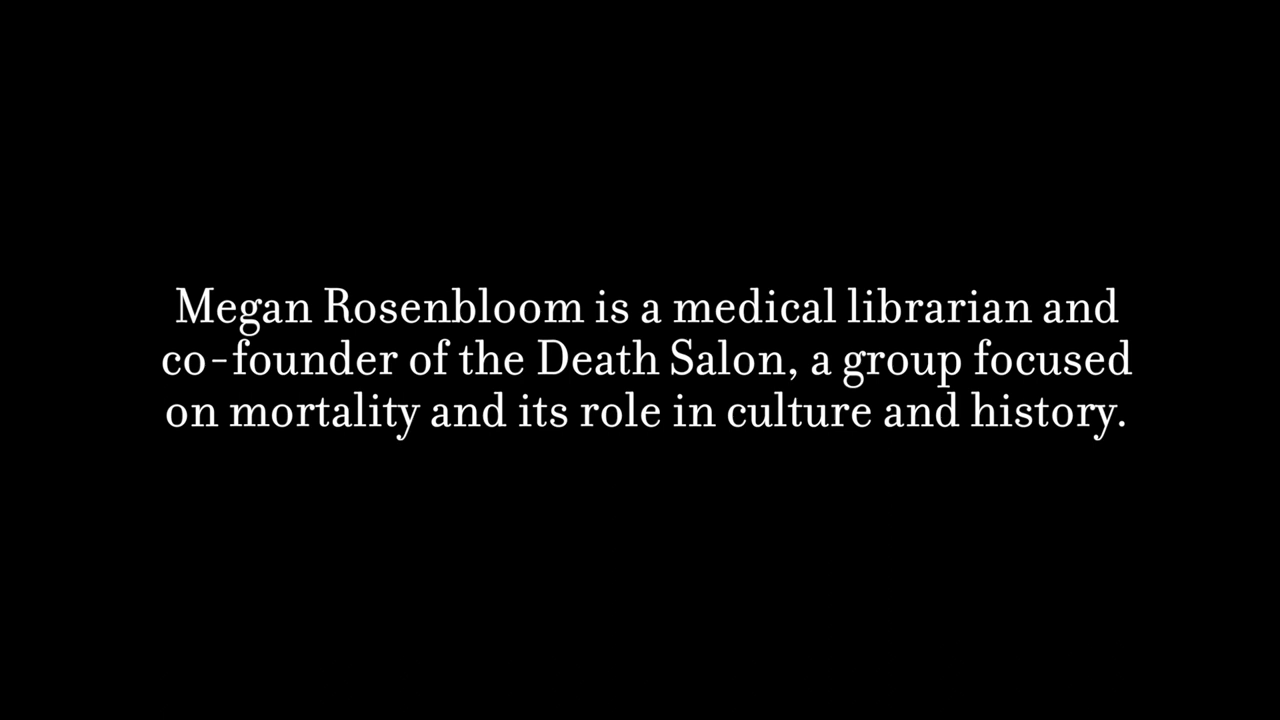 Megan Rosenbloom is a medical librarian and
co-founder of the Death Salon, a group focused
on mortality and its role in culture and history.